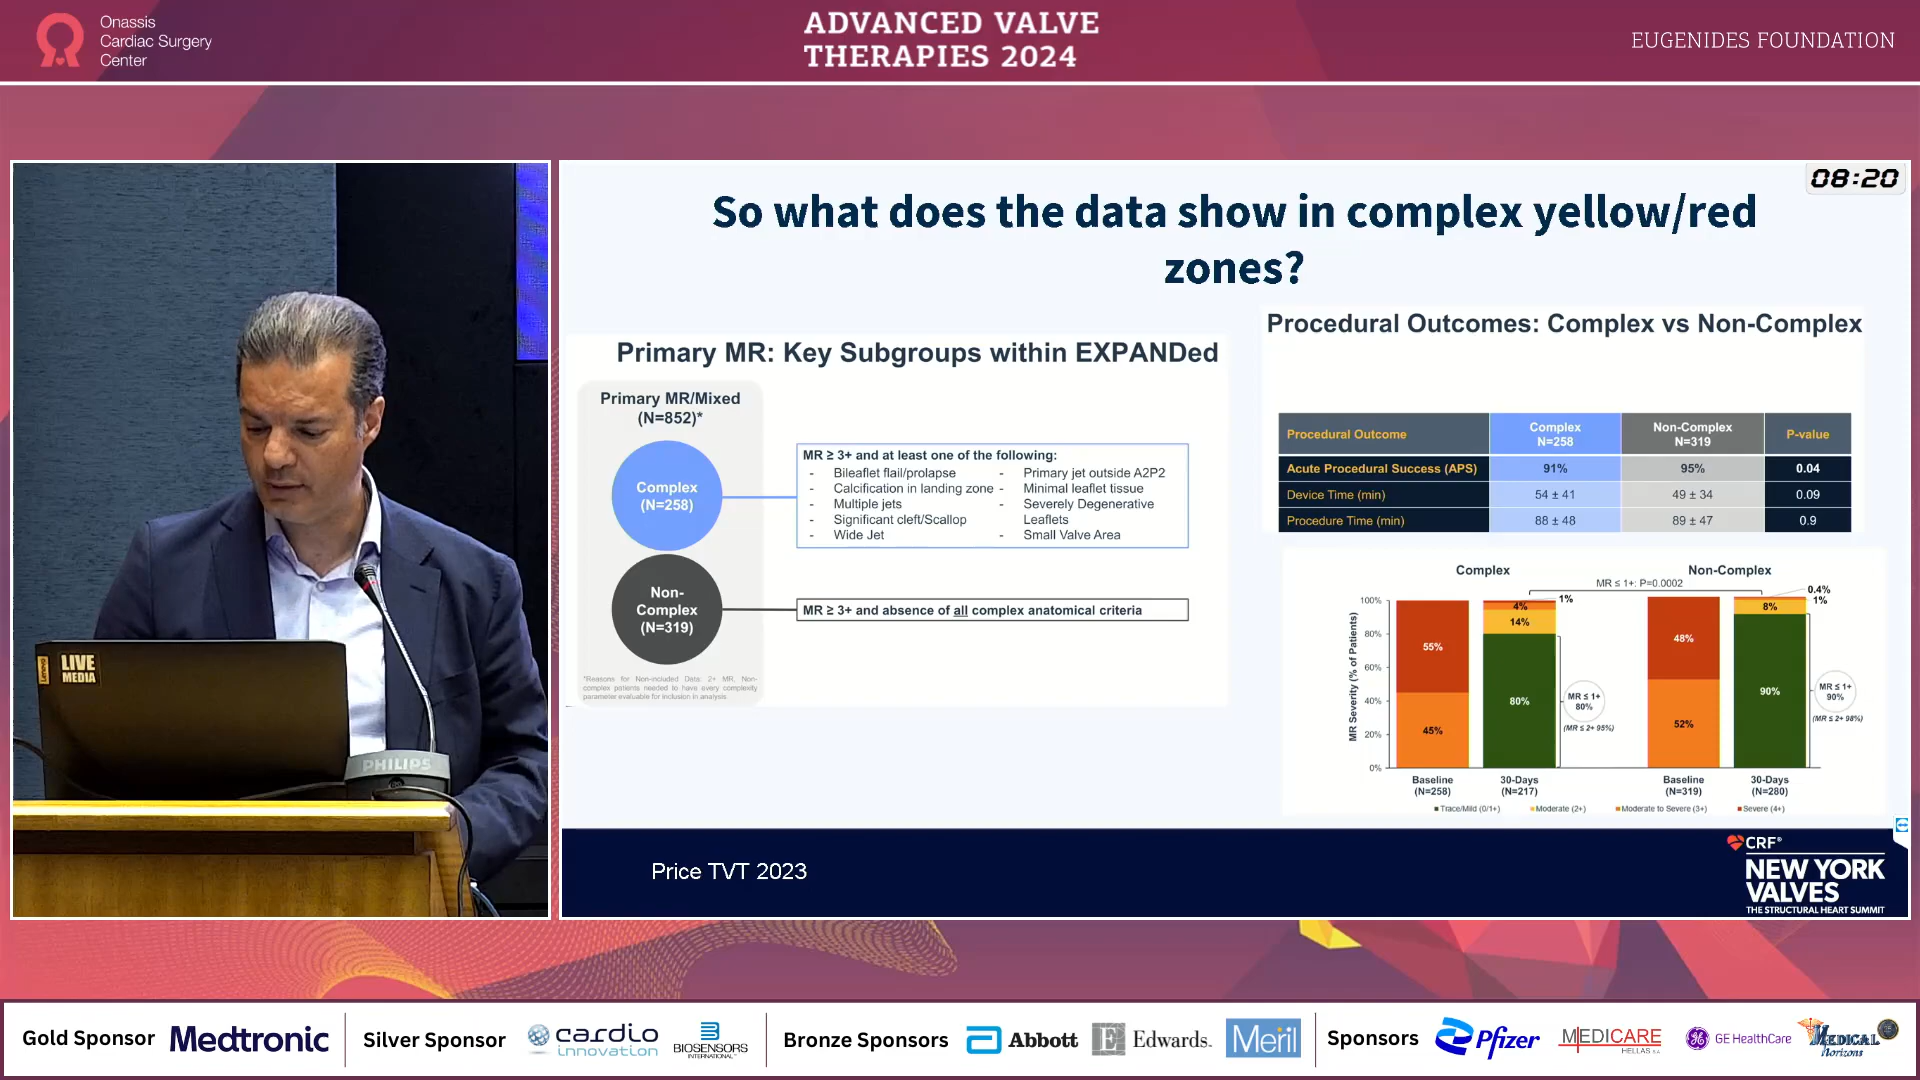 Onassis
Cardiac Surgery
Center
ADVANCED VALVE
THERAPIES 2024
EUGENIDES FOUNDATION
LIVE
MEDIA
Lenovo
PHILIPS
08:20
So what does the data show in complex yellow/red
zones?
Primary MR: Key Subgroups within EXPANDed
Primary MR/Mixed
(N=852)*
Complex
(N=258)
MR ≥ 3+ and at least one of the following:
- Bileaflet flail/prolapse
- Calcification in landing zone
- Multiple jets
- Significant cleft/Scallop
- Wide Jet
- Primary jet outside A2P2
- Minimal leaflet tissue
- Severely Degenerative
Leaflets
- Small Valve Area
Non-
Complex
(N=319)
MR ≥ 3+ and absence of all complex anatomical criteria
*Reasons for Non-included Data: 2+ MR, Non-
complex patients needed to have every complexity
parameter evaluable for inclusion in analysis
Procedural Outcomes: Complex vs Non-Complex
Procedural Outcome Complex N=258 Non-Complex N=319 P-value
Acute Procedural Success (APS) 91% 95% 0.04
Device Time (min) 54 ± 41 49 ± 34 0.09
Procedure Time (min) 88 ± 48 89 ± 47 0.9
Complex Non-Complex
MR ≤ 1+: P=0.0002
MR Severity (% of Patients)
100%
80%
60%
40%
20%
0%
55%
45%
1%
4%
14%
80%
MR ≤ 1+
80%
(MR ≤ 2+ 95%)
48%
52%
0.4%
1%
8%
90%
MR ≤ 1+
90%
(MR ≤ 2+ 98%)
Baseline
(N=258)
30-Days
(N=217)
Baseline
(N=319)
30-Days
(N=280)
Trace/Mild (0/1+) Moderate (2+) Moderate to Severe (3+) Severe (4+)
Price TVT 2023
CRF®
NEW YORK
VALVES
THE STRUCTURAL HEART SUMMIT
Gold Sponsor Medtronic Silver Sponsor cardio
innovation
BIOSENSORS
INTERNATIONAL™
Bronze Sponsors Abbott E Edwards. Meril Sponsors Pfizer MEDICARE
HELLAS S.A.
GE HealthCare
MEDICAL
Horizons